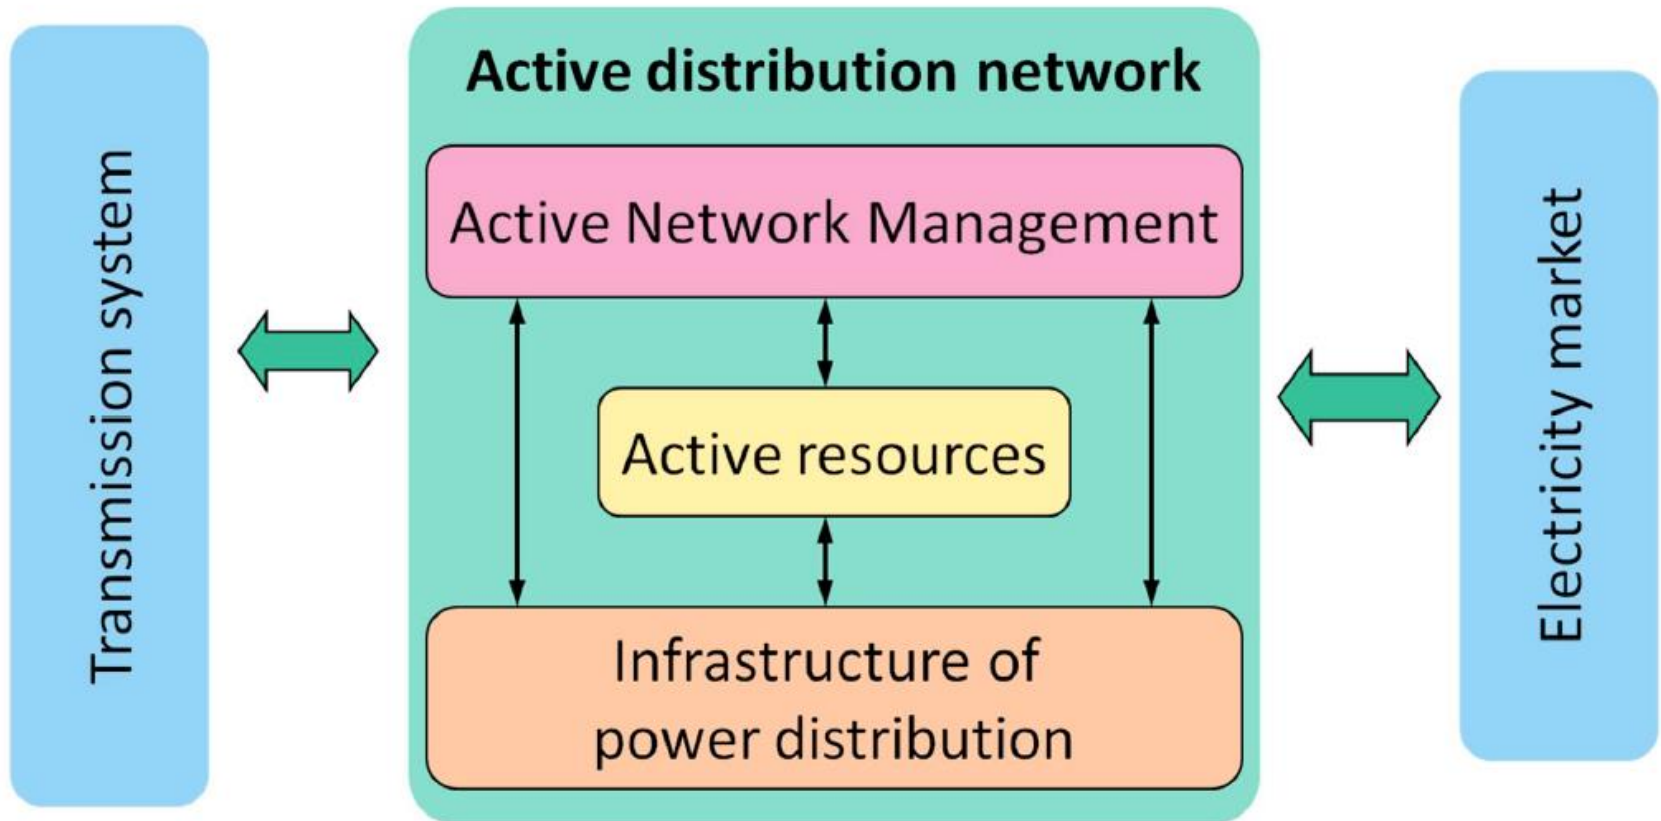 Transmission system
Active distribution network
Active Network Management
Active resources
Infrastructure of
power distribution
Electricity market